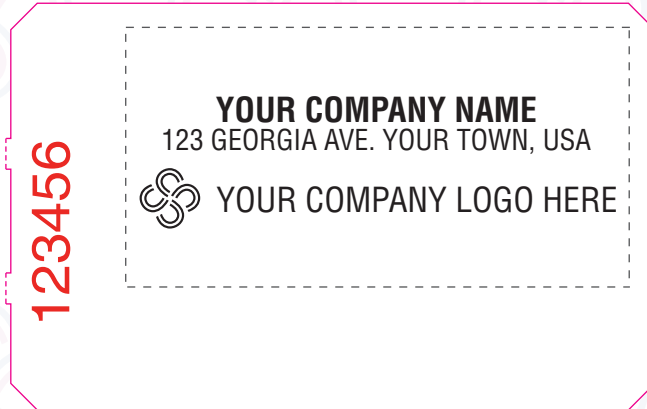 YOUR COMPANY NAME
123 GEORGIA AVE. YOUR TOWN, USA
YOUR COMPANY LOGO HERE
123456